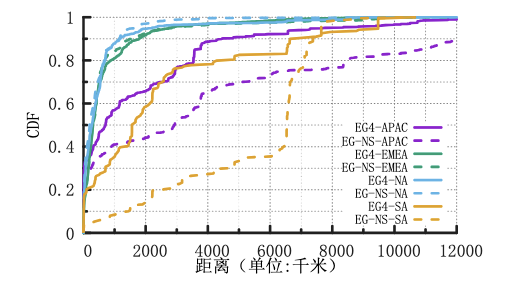 1
0.8
0.6
0.4
0.2
0
CDF
0 2000 4000 6000 8000 10000 12000
距离（单位:千米）
EG4-APAC
EG-NS-APAC
EG4-EMEA
EG-NS-EMEA
EG4-NA
EG-NS-NA
EG4-SA
EG-NS-SA